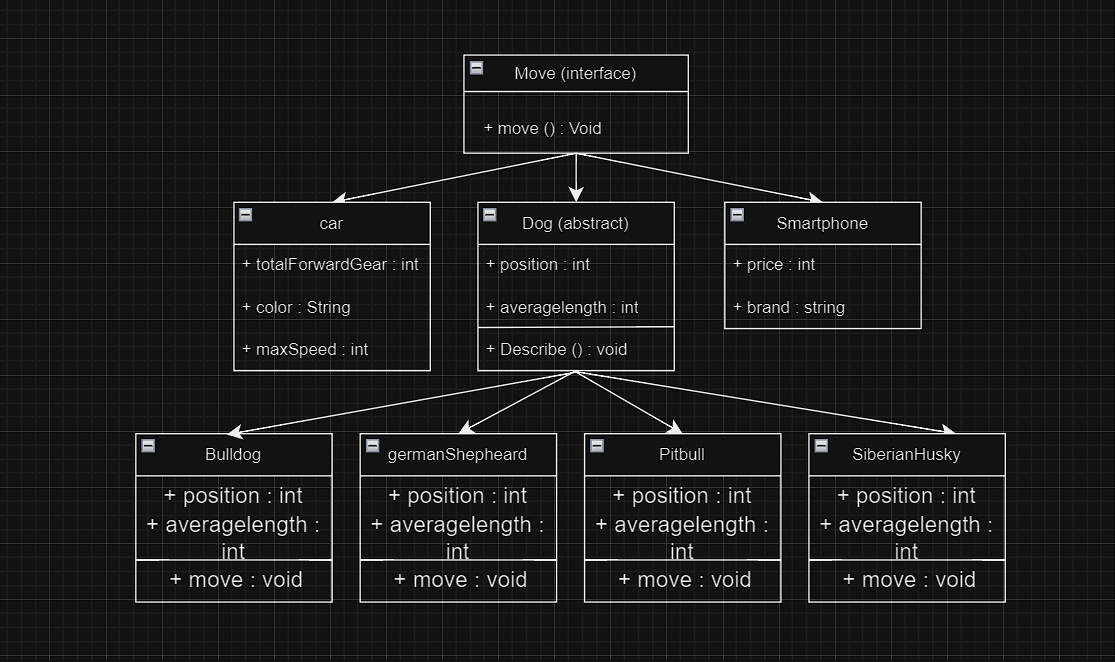 Move (interface)
+ move () : Void
car
+ totalForwardGear : int
+ color : String
+ maxSpeed : int
Dog (abstract)
+ position : int
+ averagelength : int
+ Describe () : void
Smartphone
+ price : int
+ brand : string
Bulldog
+ position : int
+ averagelength :
int
+ move : void
germanShepheard
+ position : int
+ averagelength :
int
+ move : void
Pitbull
+ position : int
+ averagelength :
int
+ move : void
SiberianHusky
+ position : int
+ averagelength :
int
+ move : void